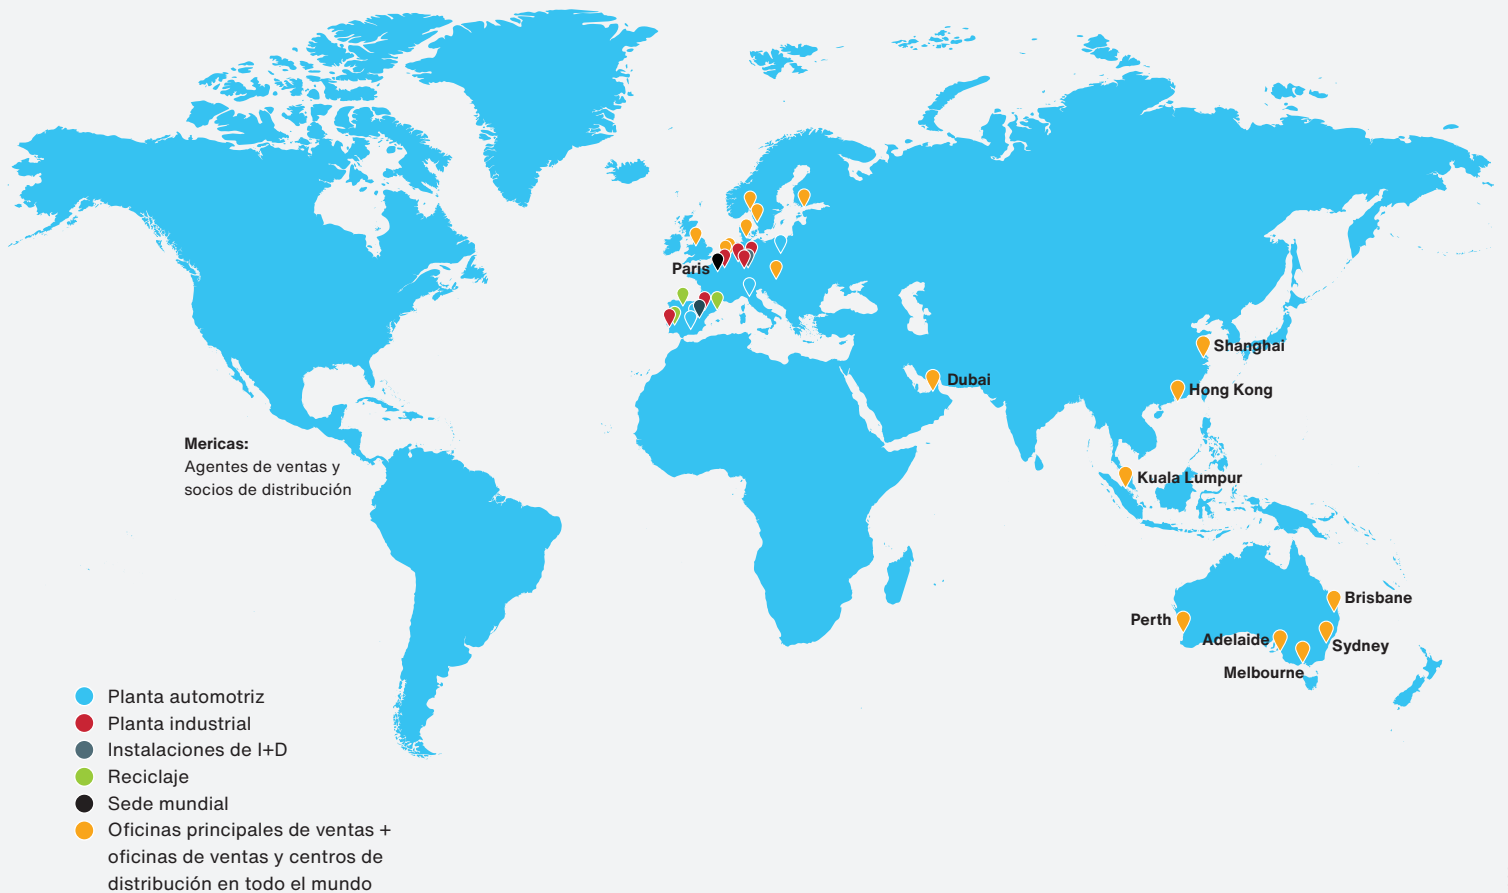 Paris
Shanghai
Dubai
Hong Kong
Mericas:
Agentes de ventas y
socios de distribución
Kuala Lumpur
Brisbane
Perth
Adelaide
Sydney
Melbourne
Planta automotriz
Planta industrial
Instalaciones de I+D
Reciclaje
Sede mundial
Oficinas principales de ventas +
oficinas de ventas y centros de
distribución en todo el mundo